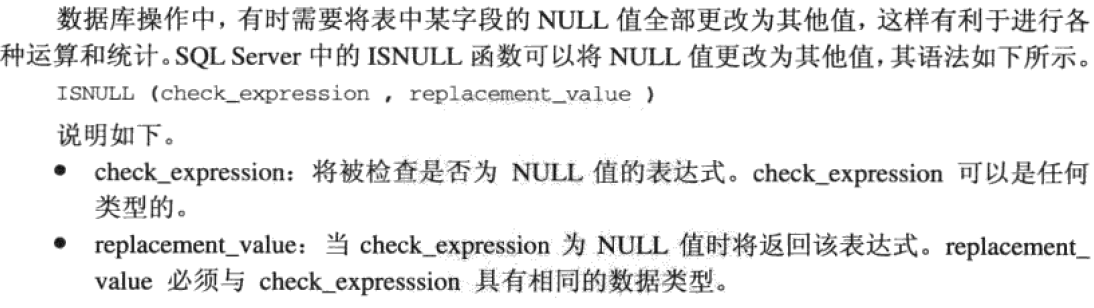 数据库操作中，有时需要将表中某字段的 NULL 值全部更改为其他值，这样有利于进行各
种运算和统计。SQL Server 中的 ISNULL 函数可以将 NULL 值更改为其他值，其语法如下所示。
ISNULL (check_expression , replacement_value )
说明如下。
● check_expression：将被检查是否为 NULL 值的表达式。check_expression 可以是任何
类型的。
● replacement_value：当 check_expression 为 NULL 值时将返回该表达式。replacement_
value 必须与 check_expresssion 具有相同的数据类型。